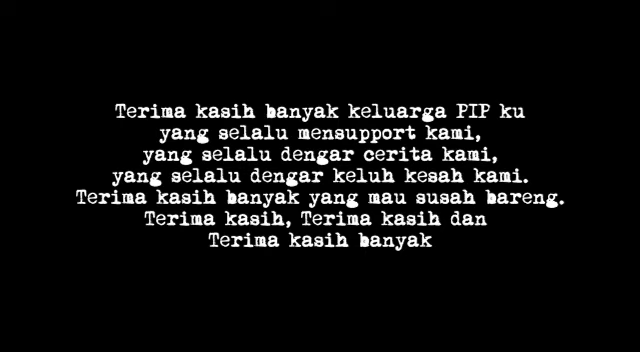 Terima kasih banyak keluarga PIP ku
yang selalu mensupport kami,
yang selalu dengar cerita kami,
yang selalu dengar keluh kesah kami.
Terima kasih banyak yang mau susah bareng.
Terima kasih, Terima kasih dan
Terima kasih banyak